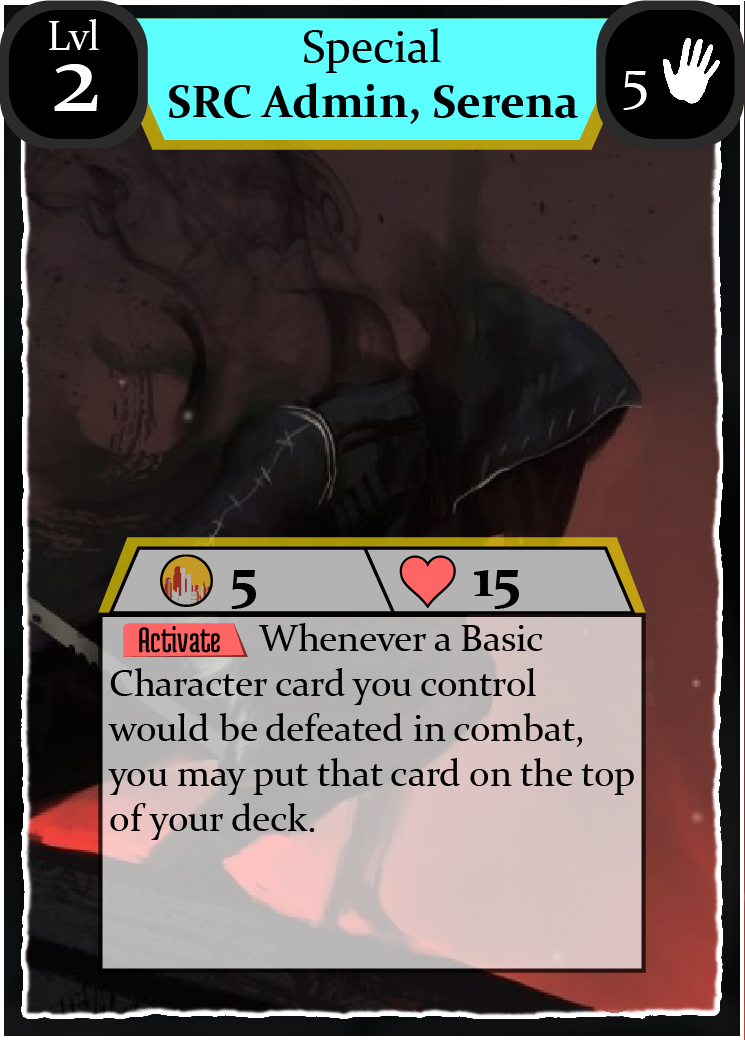 Lvl
2
Special
SRC Admin, Serena
5
5
15
Activate Whenever a Basic
Character card you control
would be defeated in combat,
you may put that card on the top
of your deck.